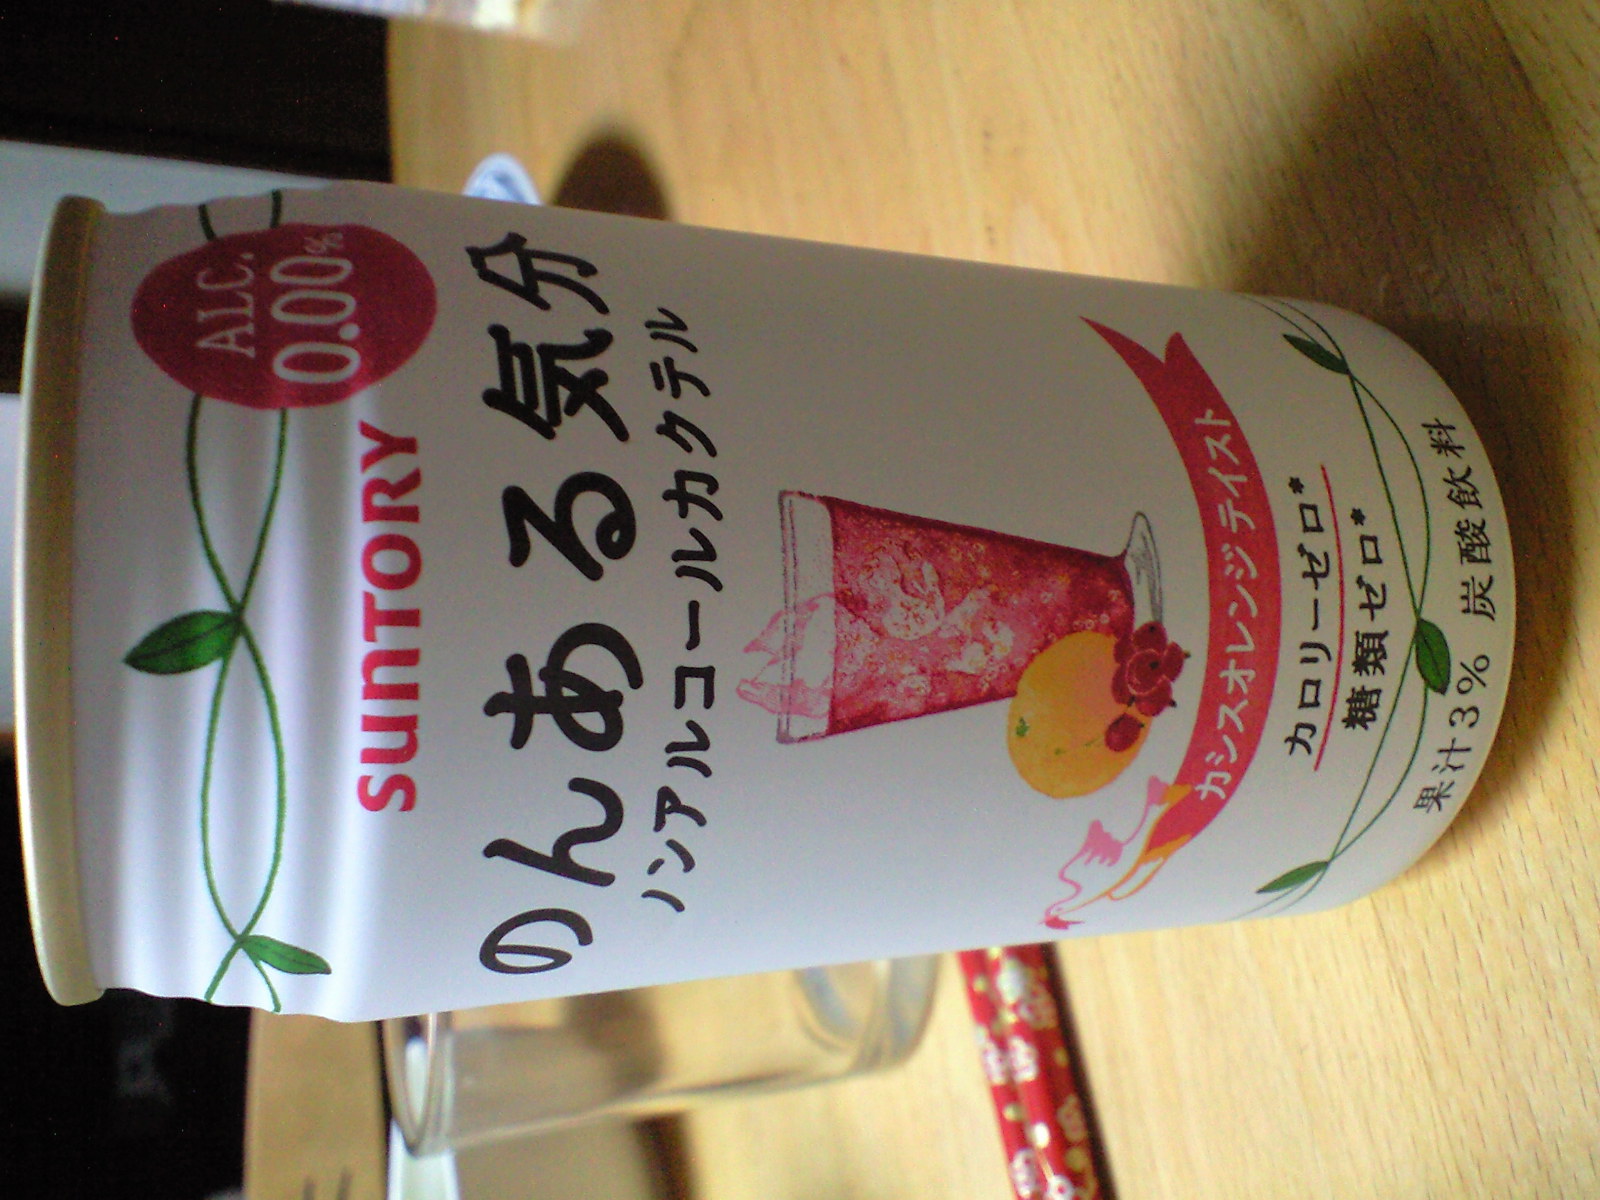 ALC.
0.00%
SUNTORY
のんある気分
ノンアルコールカクテル
カシスオレンジテイスト
カロリーゼロ*
糖類ゼロ*
果汁3% 炭酸飲料